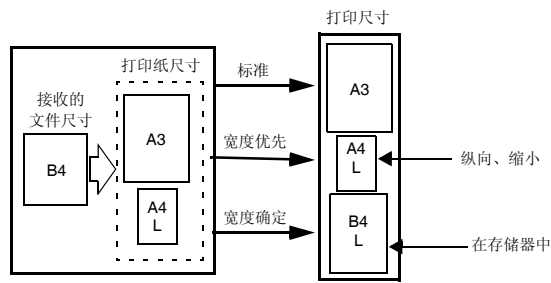 打印尺寸
打印纸尺寸
标准
接收的
文件尺寸
A3
A3
宽度优先
A4
L
纵向、缩小
B4
A4
L
宽度确定
B4
L
在存储器中